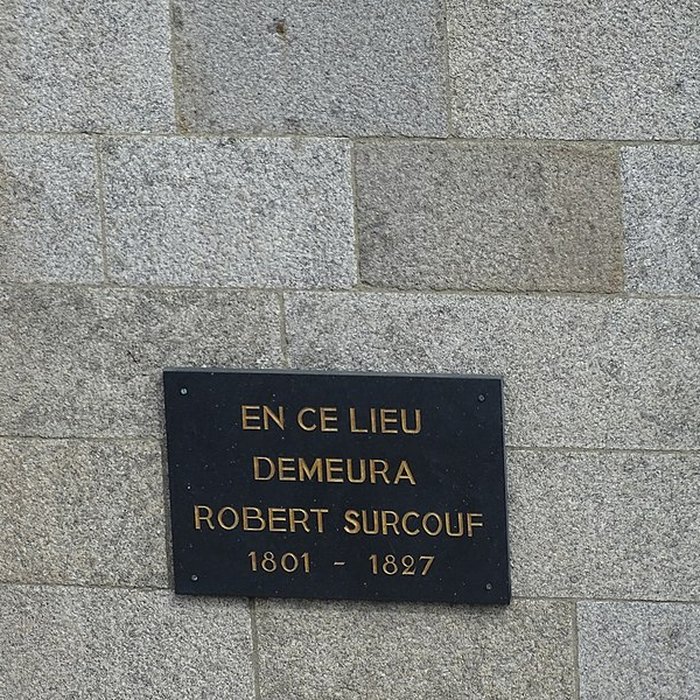 EN CE LIEU
DEMEURA
ROBERT SURCOUF
1801 - 1827